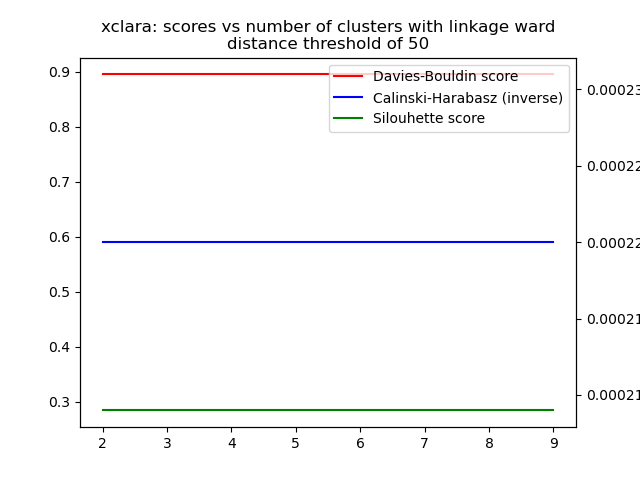 xclara: scores vs number of clusters with linkage ward
distance threshold of 50
Davies-Bouldin score
Calinski-Harabasz (inverse)
Silouhette score
0.9
0.8
0.7
0.6
0.5
0.4
0.3
0.00023
0.00022
0.00022
0.00021
0.00021
2 3 4 5 6 7 8 9